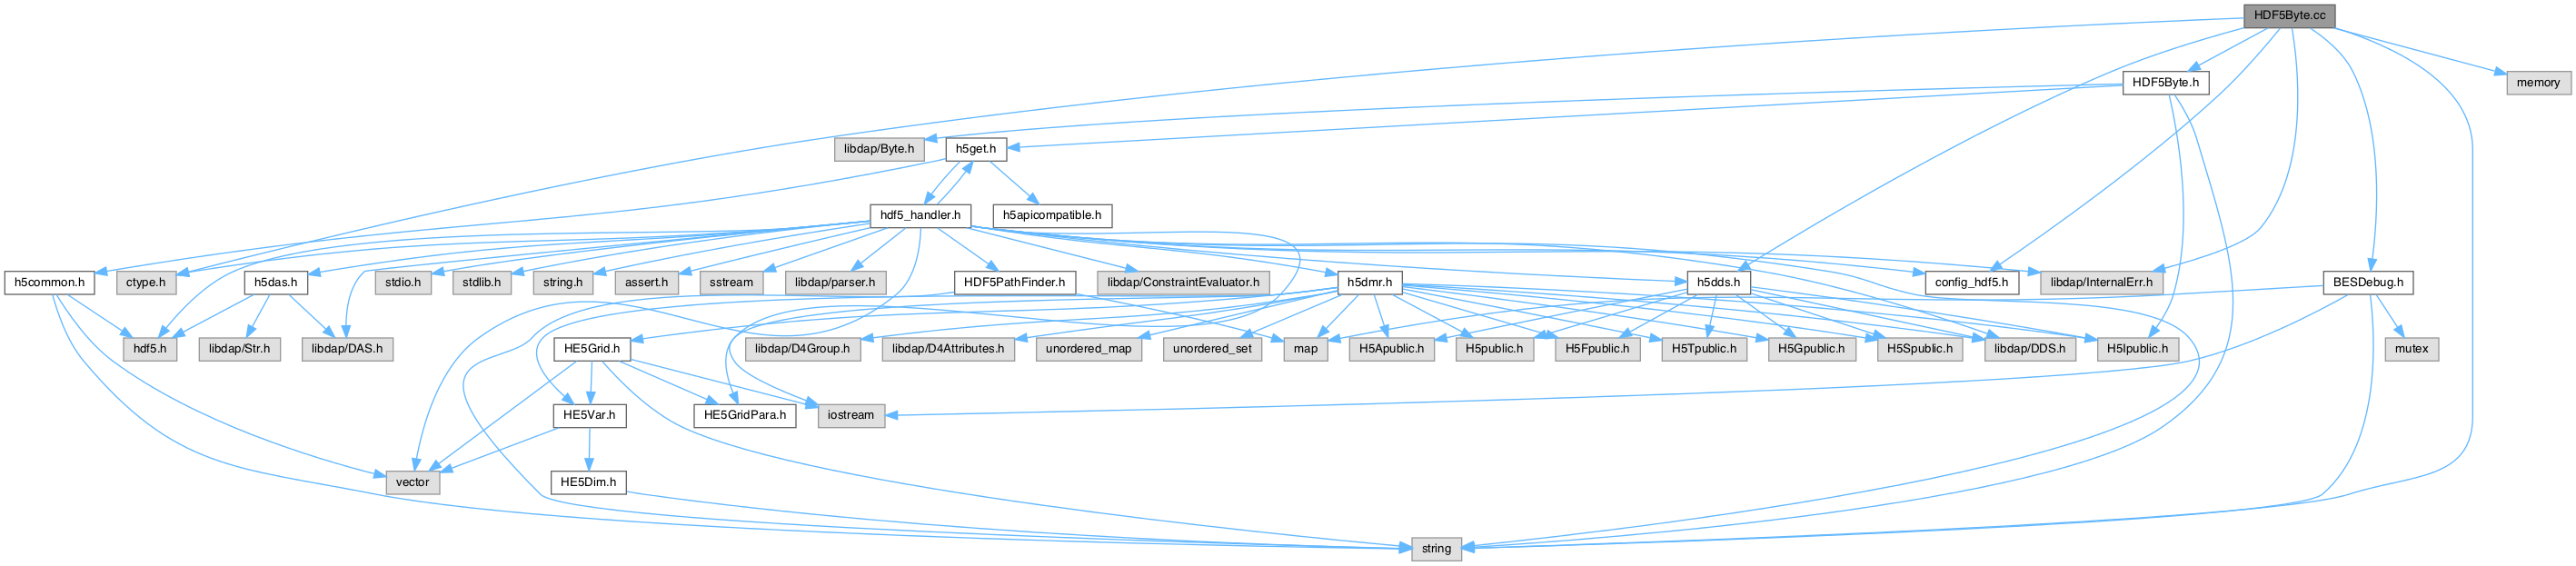 HDF5Byte.cc
HDF5Byte.h
memory
libdap/Byte.h
h5get.h
hdf5_handler.h
h5apicompatible.h
h5common.h
ctype.h
h5das.h
stdio.h
stdlib.h
string.h
assert.h
sstream
libdap/parser.h
HDF5PathFinder.h
libdap/ConstraintEvaluator.h
h5dmr.h
h5dds.h
config_hdf5.h
libdap/InternalErr.h
BESDebug.h
hdf5.h
libdap/Str.h
libdap/DAS.h
HE5Grid.h
libdap/D4Group.h
libdap/D4Attributes.h
unordered_map
unordered_set
map
H5Apublic.h
H5public.h
H5Fpublic.h
H5Tpublic.h
H5Gpublic.h
H5Spublic.h
libdap/DDS.h
H5Ipublic.h
mutex
HE5Var.h
HE5GridPara.h
iostream
vector
HE5Dim.h
string